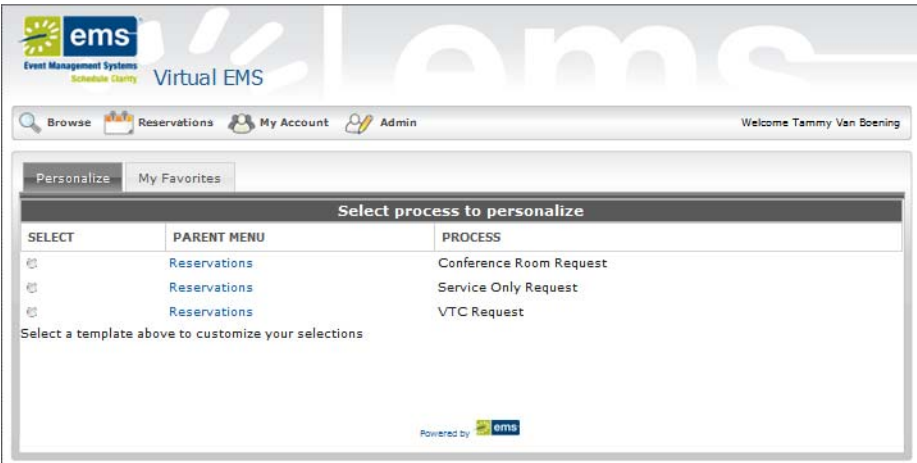 ems
Event Management Systems
Schedule Clarity
Virtual EMS
ems
Browse Reservations My Account Admin Welcome Tammy Van Boening
Personalize My Favorites
Select process to personalize
SELECT PARENT MENU PROCESS
Reservations Conference Room Request
Reservations Service Only Request
Reservations VTC Request
Select a template above to customize your selections
Powered by ems